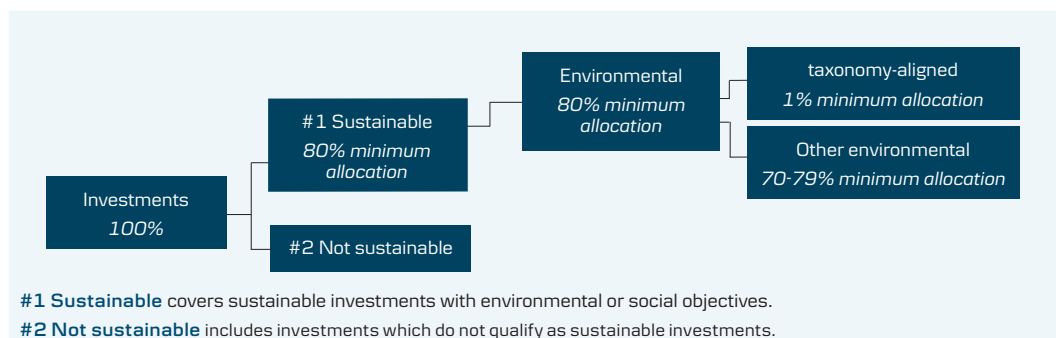 Investments
100%
#1 Sustainable
80% minimum
allocation
#2 Not sustainable
Environmental
80% minimum
allocation
taxonomy-aligned
1% minimum allocation
Other environmental
70-79% minimum allocation
#1 Sustainable covers sustainable investments with environmental or social objectives.
#2 Not sustainable includes investments which do not qualify as sustainable investments.